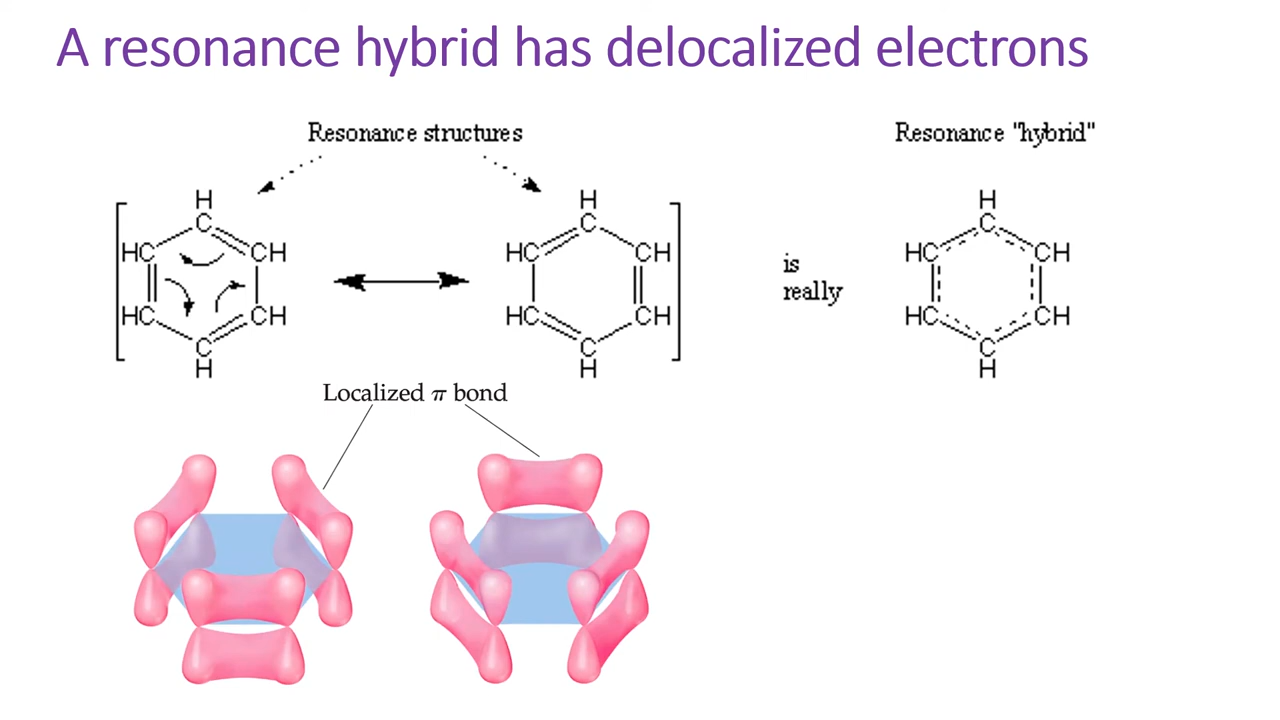 A resonance hybrid has delocalized electrons
Resonance structures
Resonance "hybrid"
H
C
HC
CH
HC
CH
C
H
H
C
HC
CH
HC
CH
C
H
is
really
H
C
HC
CH
HC
CH
C
H
Localized π bond